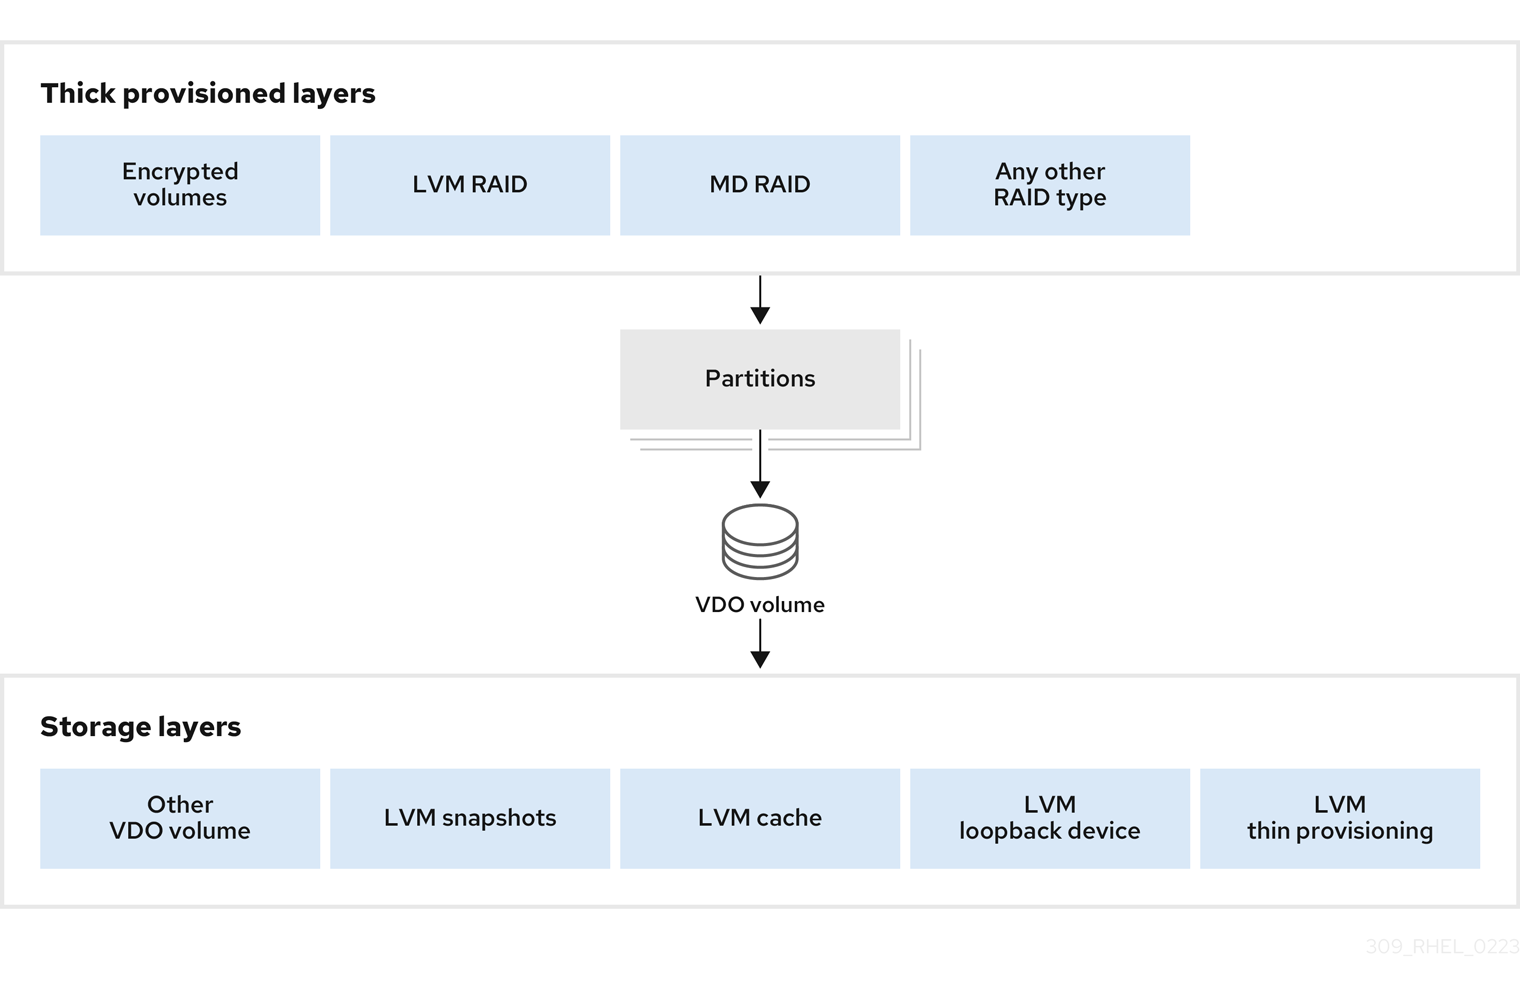 Thick provisioned layers
Encrypted
volumes
LVM RAID
MD RAID
Any other
RAID type
Partitions
VDO volume
Storage layers
Other
VDO volume
LVM snapshots
LVM cache
LVM
loopback device
LVM
thin provisioning
309_RHEL_0223